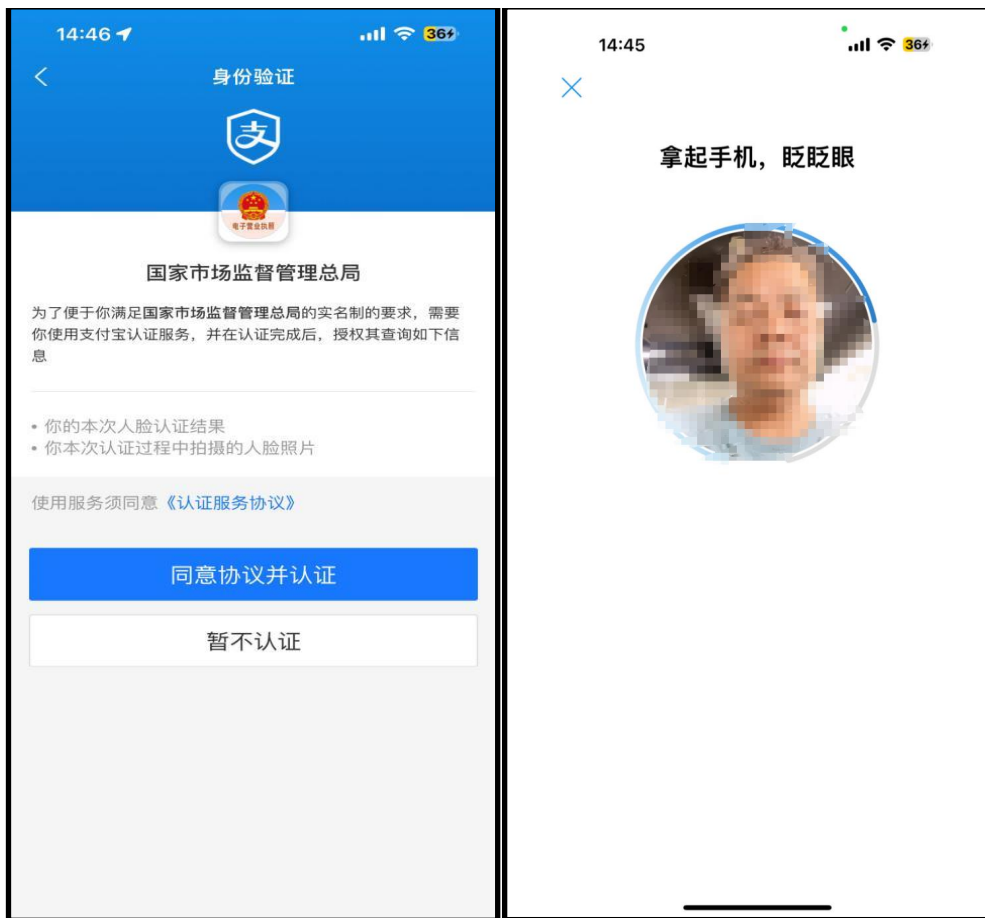 14:46
36
身份验证
支
电子营业执照
国家市场监督管理总局
为了便于你满足国家市场监督管理总局的实名制的要求，需要
你使用支付宝认证服务，并在认证完成后，授权其查询如下信
息
• 你的本次人脸认证结果
• 你本次认证过程中拍摄的人脸照片
使用服务须同意《认证服务协议》
同意协议并认证
暂不认证
14:45
36
拿起手机，眨眨眼